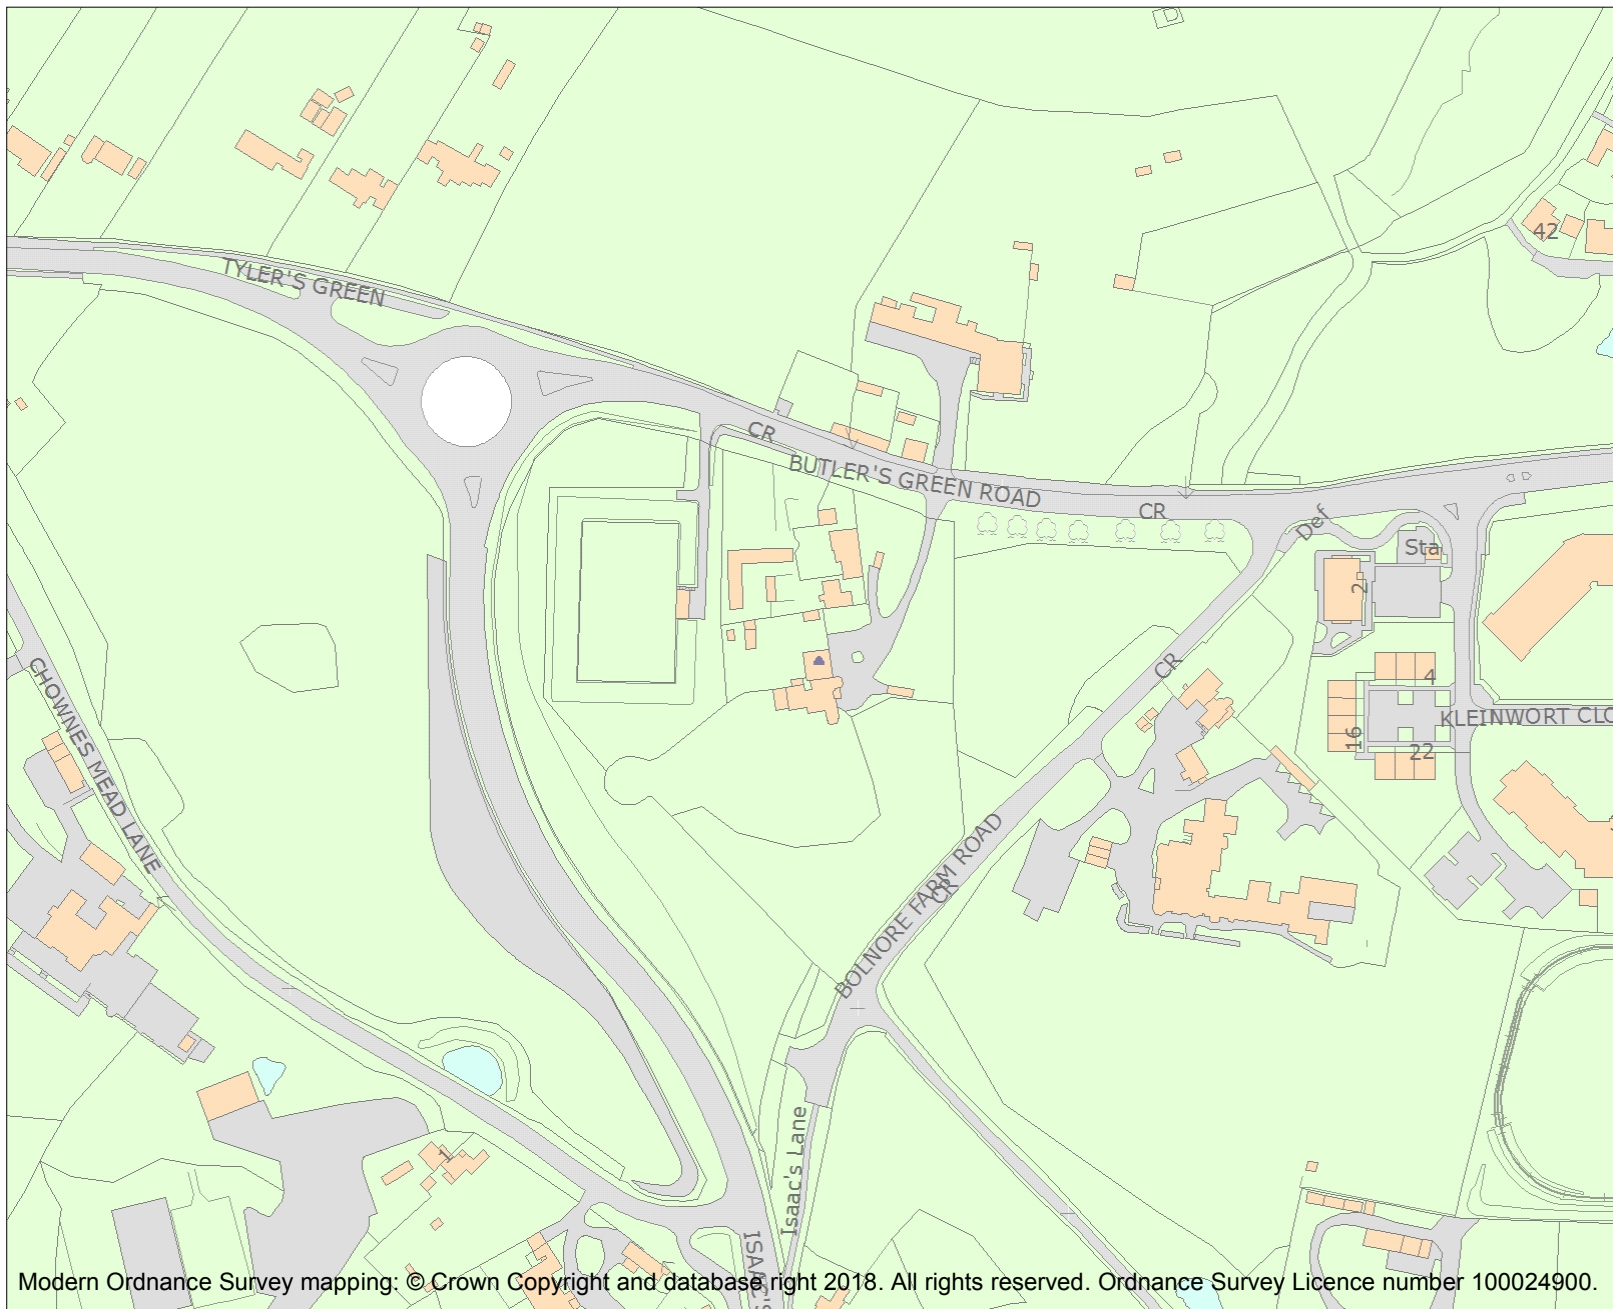 D
42
TYLER'S GREEN
CR
BUTLER'S GREEN ROAD
CR
Def
Sta
2
CR
4
KLEINWORT CLO
16
22
CHOWNES MEAD LANE
BOLNORE FARM ROAD
CR
Isaac's Lane
1
ISAAC'S
Modern Ordnance Survey mapping: © Crown Copyright and database right 2018. All rights reserved. Ordnance Survey Licence number 100024900.